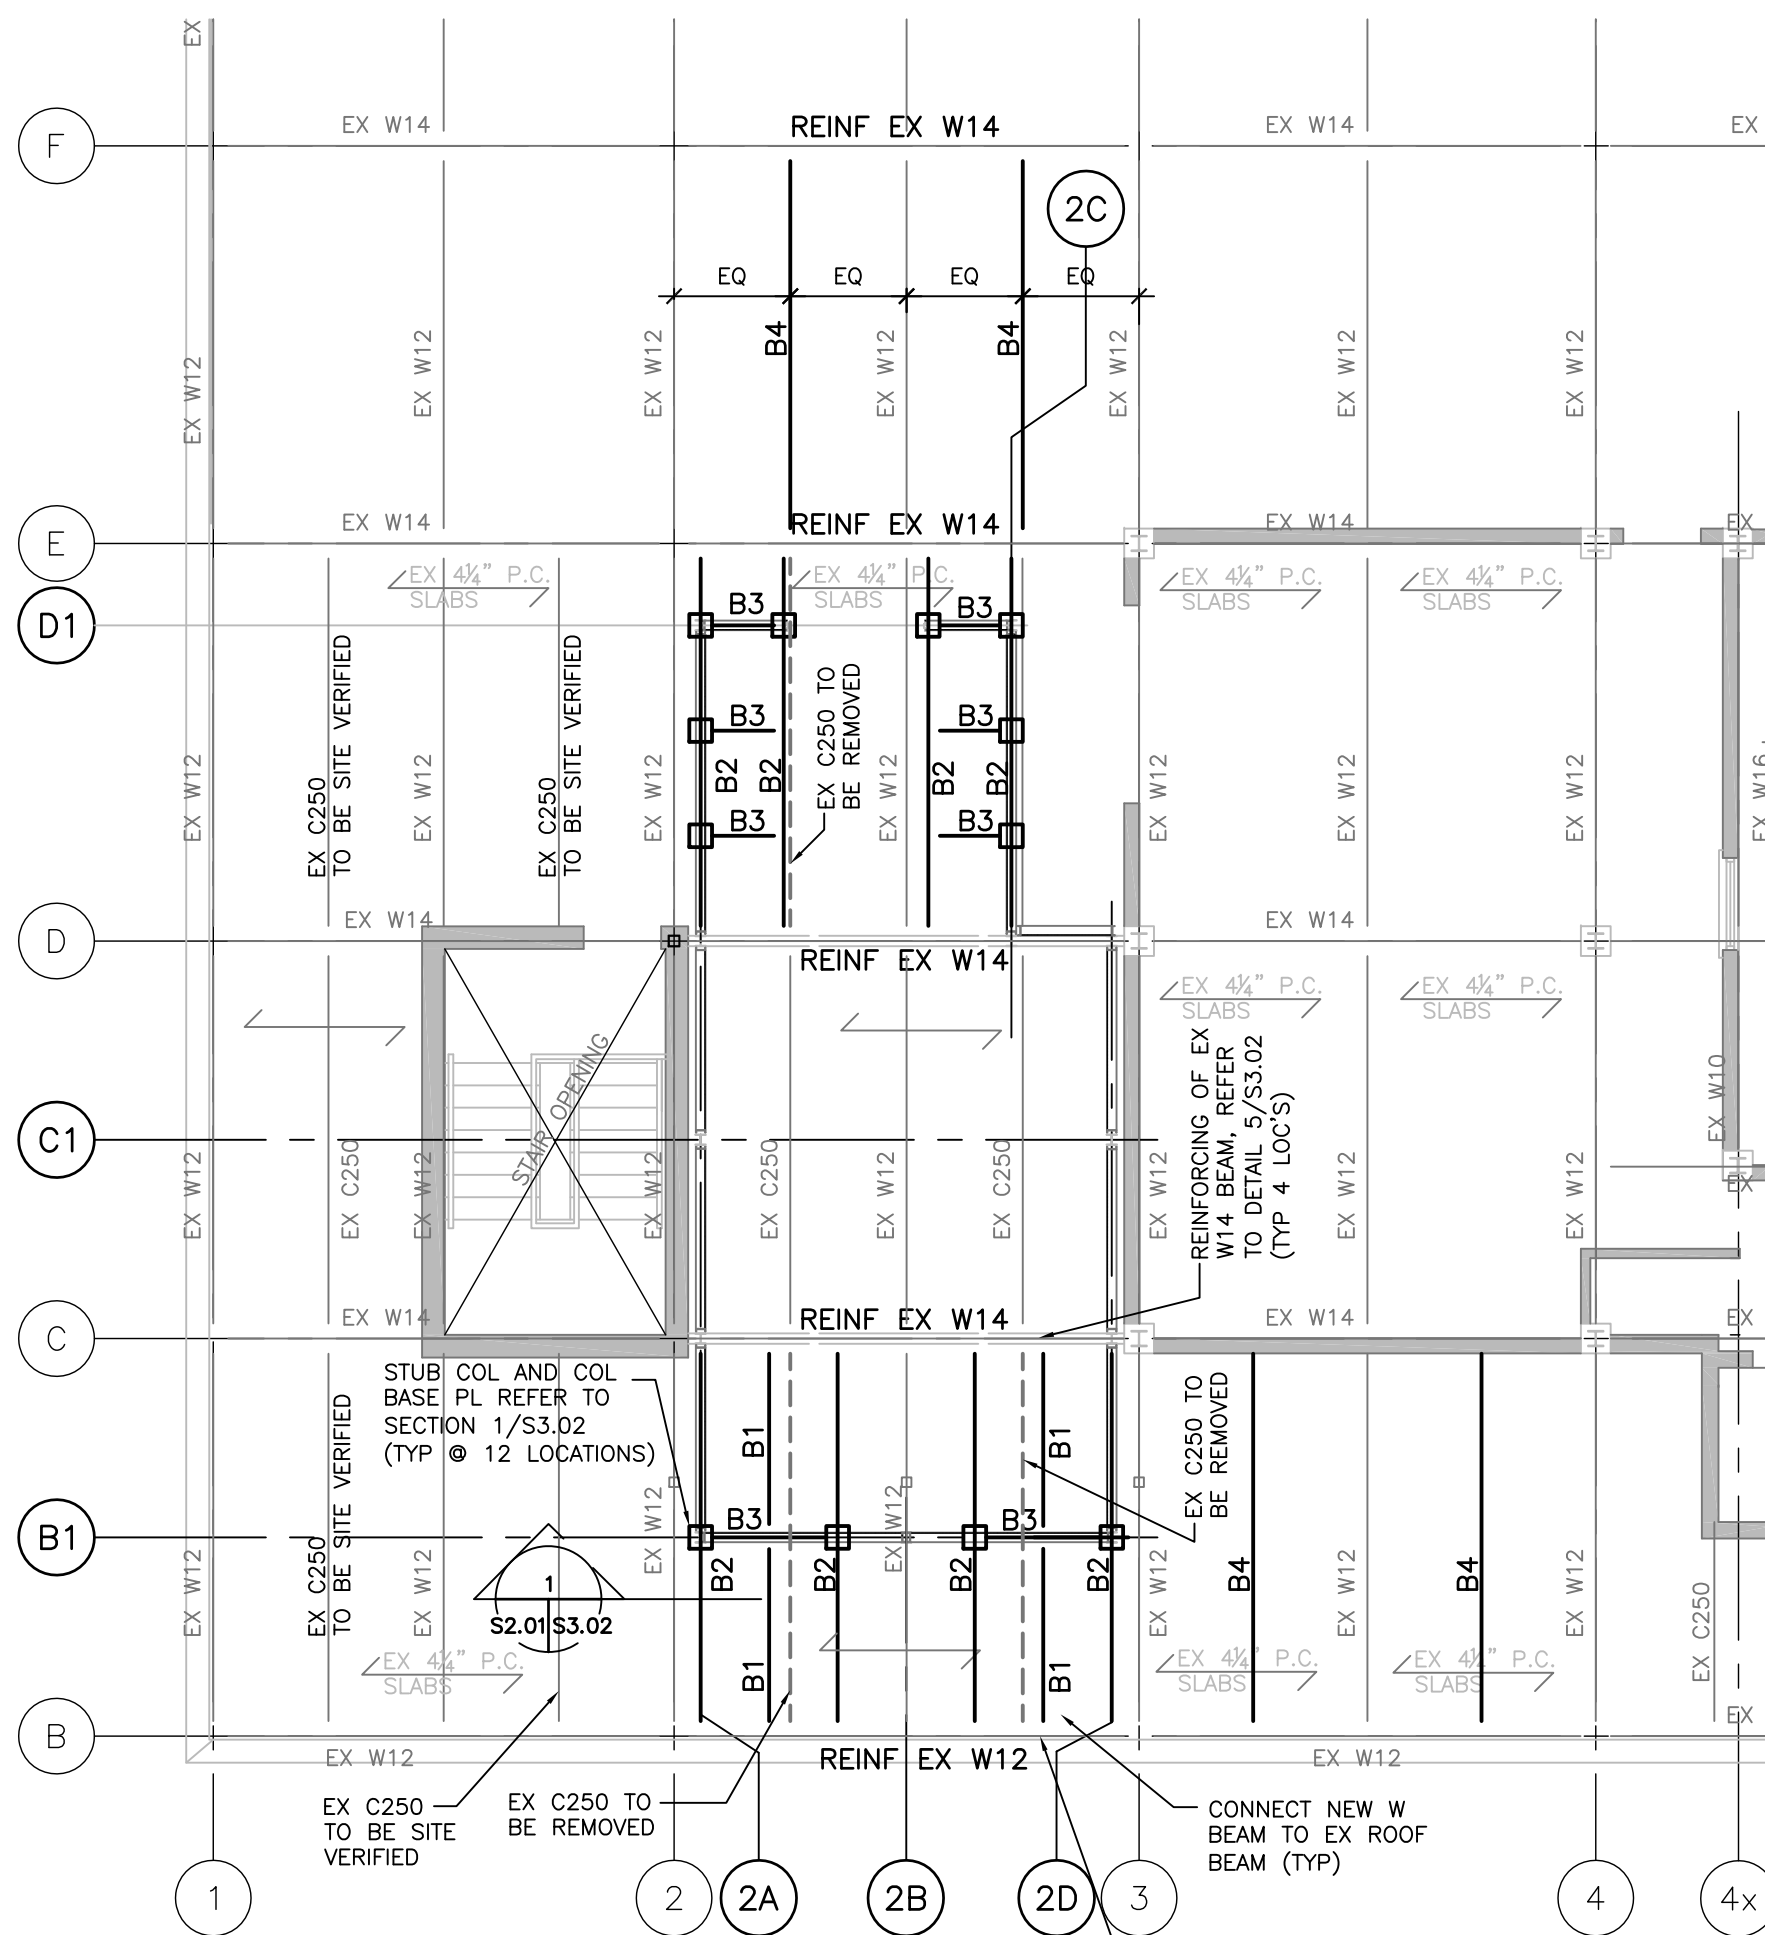 EX
F
EX W14
REINF EX W14
EX W14
EX
2C
EQ
EQ
EQ
EQ
EX W12
EX W12
EX W12
B4
EX W12
B4
EX W12
EX W12
EX W12
E
EX W14
REINF EX W14
EX W14
EX
EX 4¼" P.C.
SLABS
EX 4¼" P.C.
SLABS
EX 4¼" P.C.
SLABS
EX 4¼" P.C.
SLABS
D1
B3
B3
EX C250
TO BE SITE VERIFIED
EX C250
TO BE SITE VERIFIED
EX C250 TO
BE REMOVED
B3
B3
EX W12
EX W12
EX W12
B2
B2
EX W12
B2
B2
EX W12
EX W12
EX W12
EX W16
B3
B3
D
EX W14
REINF EX W14
EX W14
EX 4¼" P.C.
SLABS
EX 4¼" P.C.
SLABS
STAIR OPENING
REINFORCING OF EX
W14 BEAM, REFER
TO DETAIL 5/S3.02
(TYP 4 LOC'S)
EX W10
C1
EX W12
EX C250
EX W12
EX W12
EX C250
EX W12
EX C250
EX W12
EX W12
EX W12
EX
C
EX W14
REINF EX W14
EX W14
EX
STUB COL AND COL
BASE PL REFER TO
SECTION 1/S3.02
(TYP @ 12 LOCATIONS)
B1
B1
EX C250 TO
BE REMOVED
EX C250
TO BE SITE VERIFIED
B1
B3
B3
EX W12
EX W12
EX W12
EX W12
B2
B2
EX W12
B2
B2
EX W12
B4
EX W12
B4
EX W12
EX C250
1
S2.01 S3.02
EX 4¼" P.C.
SLABS
B1
B1
EX 4¼" P.C.
SLABS
EX 4½" P.C.
SLABS
B
EX W12
REINF EX W12
EX W12
EX
EX C250
TO BE SITE
VERIFIED
EX C250 TO
BE REMOVED
CONNECT NEW W
BEAM TO EX ROOF
BEAM (TYP)
1
2
2A
2B
2D
3
4
4x